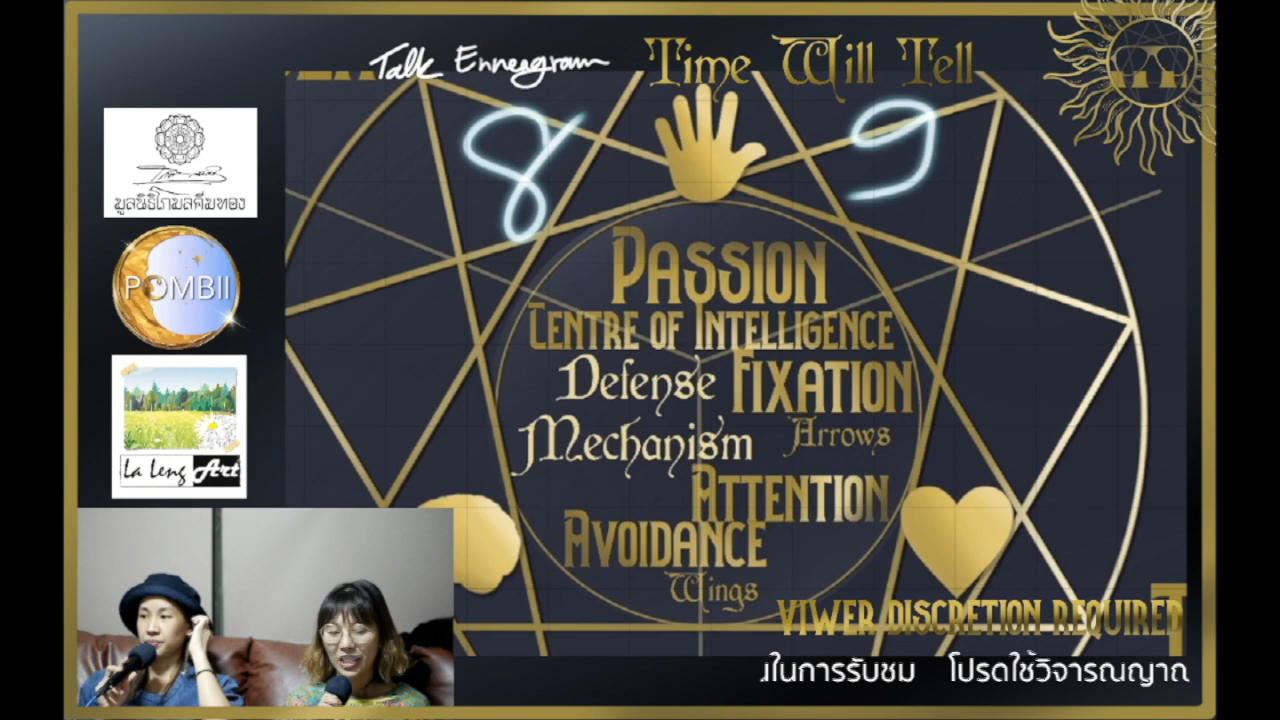 Talk Enneagram
Time Will Tell
8 9
มูลนิธิโกมลคีมทอง
POMBII
La Leng Art
Passion
Centre of Intelligence
Defense Fixation
Mechanism Arrows
Attention
Avoidance
Wings
VIWER DISCRETION REQUIRED
ในการรับชม โปรดใช้วิจารณญาณ